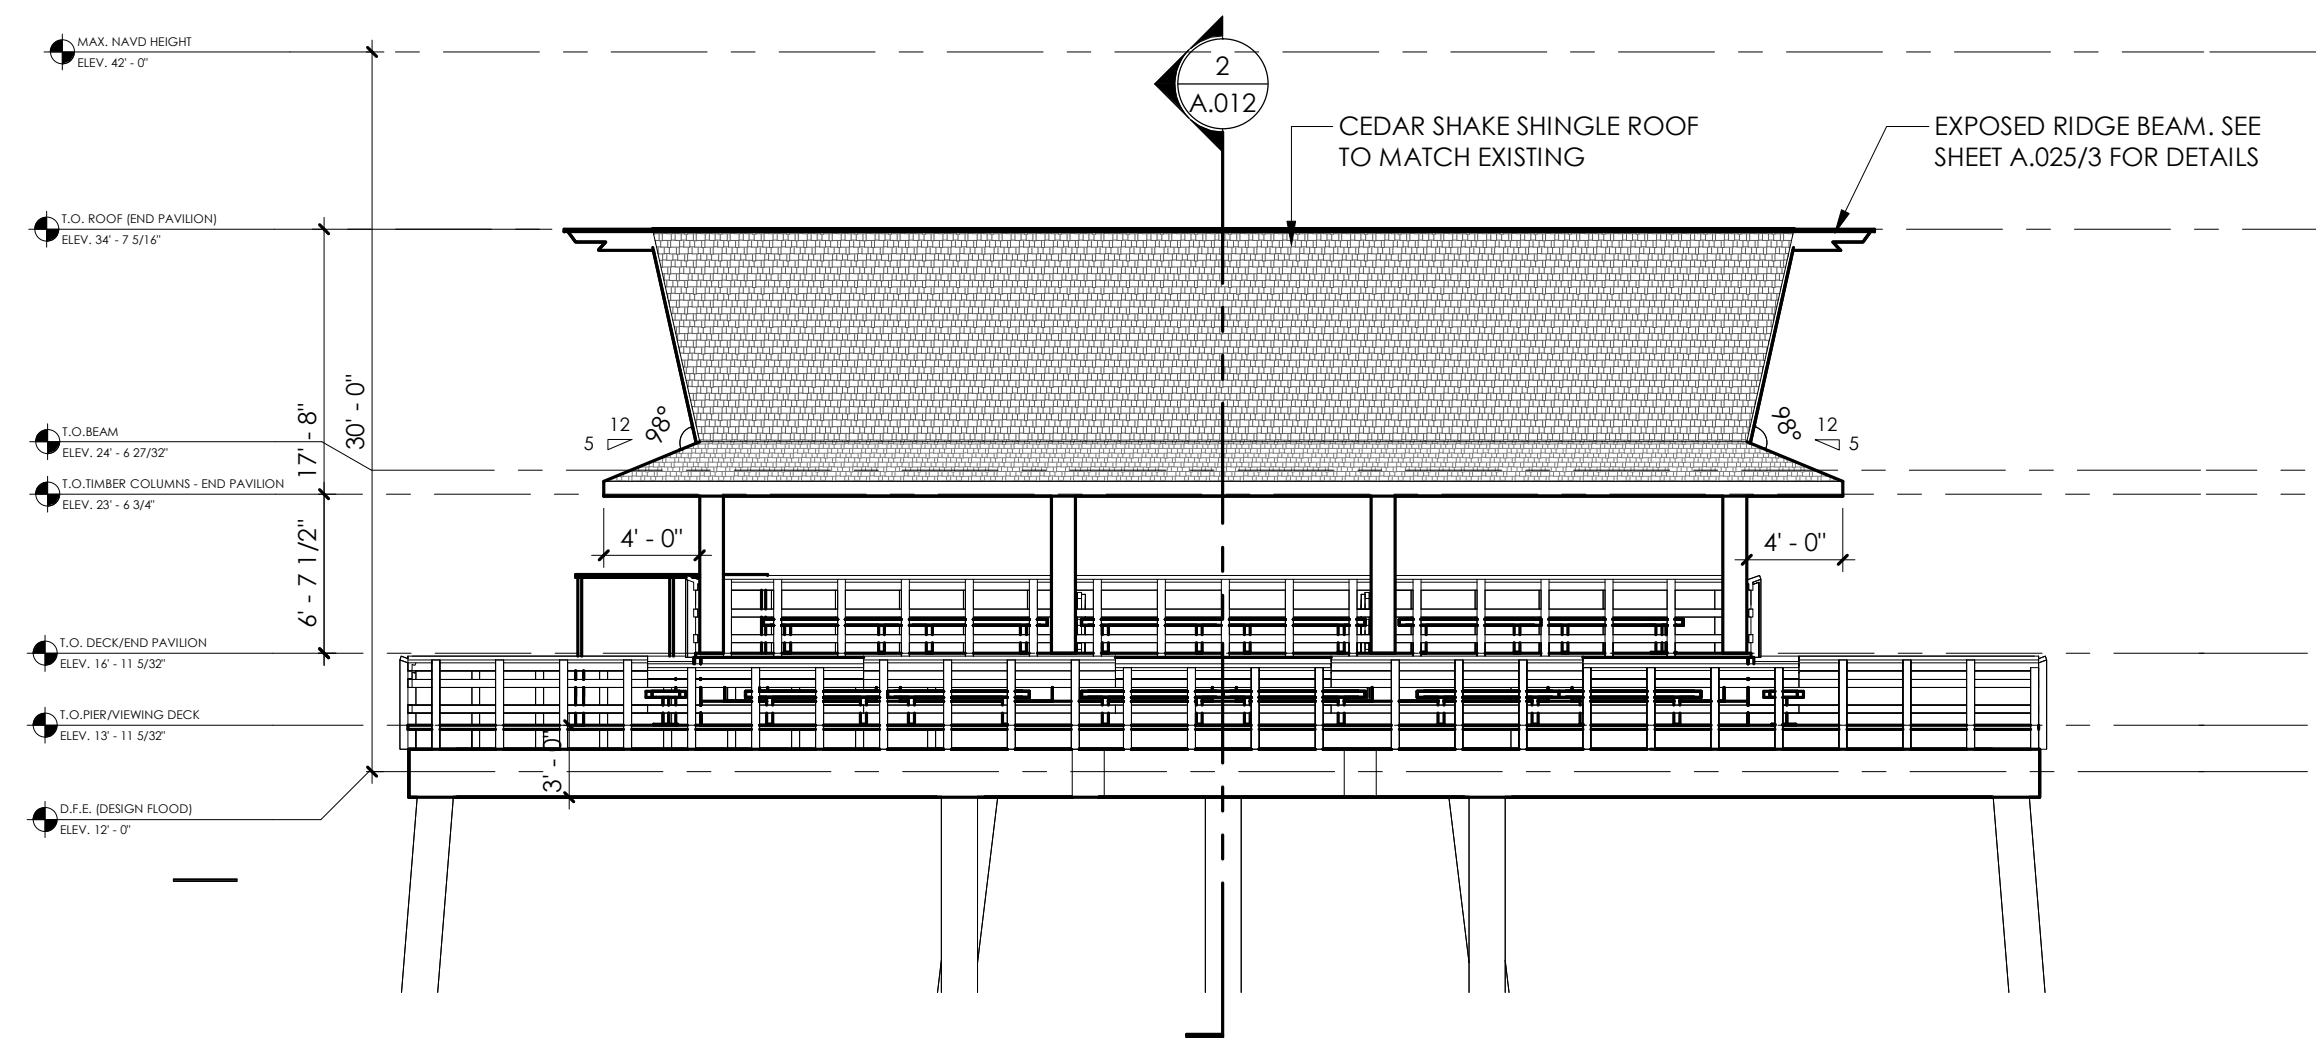 MAX. NAVD HEIGHT
ELEV. 42' - 0"
2
A.012
CEDAR SHAKE SHINGLE ROOF
TO MATCH EXISTING
EXPOSED RIDGE BEAM. SEE
SHEET A.025/3 FOR DETAILS
T.O. ROOF (END PAVILION)
ELEV. 34' - 7 5/16"
17' - 8"
30' - 0"
12
5
98°
98°
12
5
T.O.BEAM
ELEV. 24' - 6 27/32"
T.O.TIMBER COLUMNS - END PAVILION
ELEV. 23' - 6 3/4"
6' - 7 1/2"
4' - 0"
4' - 0"
T.O. DECK/END PAVILION
ELEV. 16' - 11 5/32"
T.O.PIER/VIEWING DECK
ELEV. 13' - 11 5/32"
3' - 0"
D.F.E. (DESIGN FLOOD)
ELEV. 12' - 0"